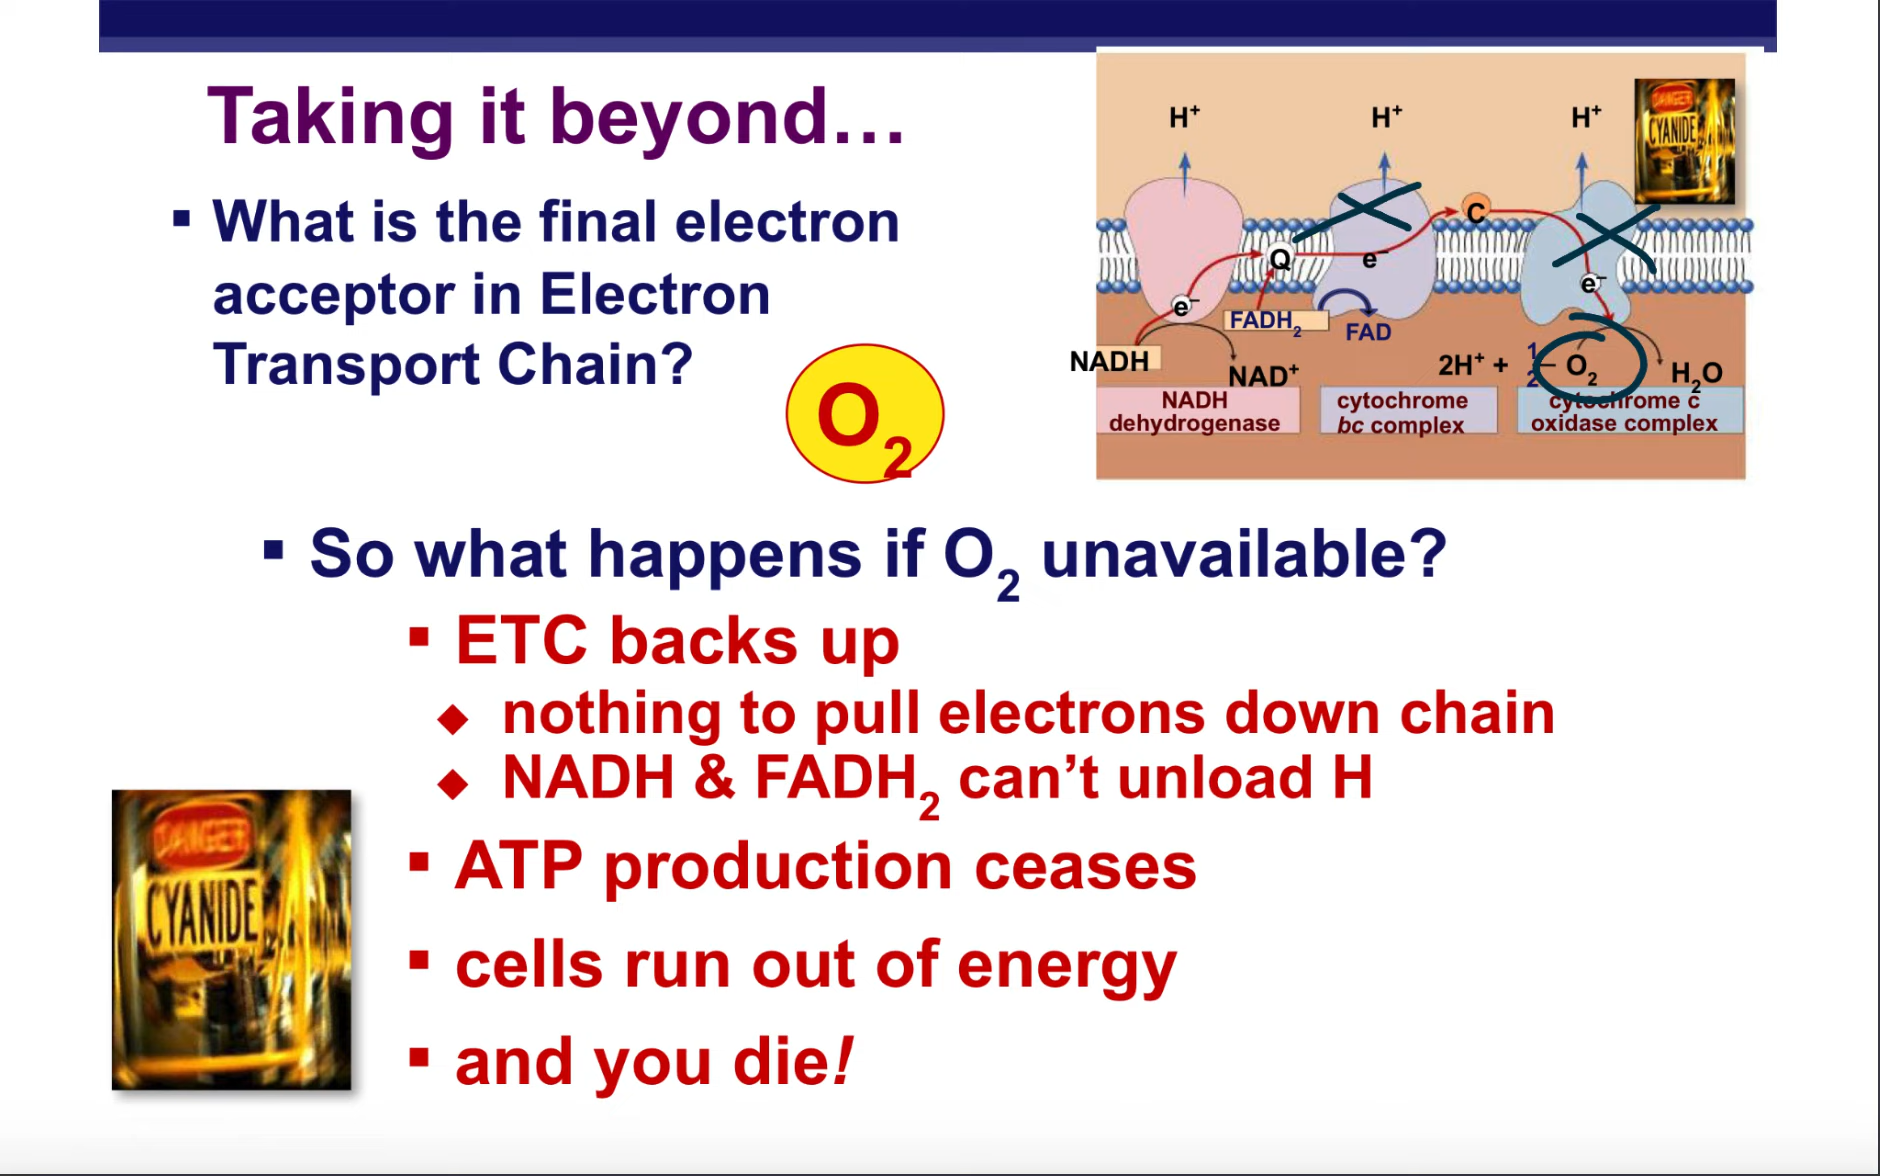 Taking it beyond…
▪ What is the final electron
acceptor in Electron
Transport Chain?
O2
H+ H+ H+
DANGER
CYANIDE
C
Q
e–
e–
e–
FADH2
FAD
NADH
NAD+
2H+ + 1/2 O2
H2O
NADH
dehydrogenase
cytochrome
bc complex
cytochrome c
oxidase complex
▪ So what happens if O2 unavailable?
▪ ETC backs up
◆ nothing to pull electrons down chain
◆ NADH & FADH2 can’t unload H
▪ ATP production ceases
▪ cells run out of energy
▪ and you die!
DANGER
CYANIDE